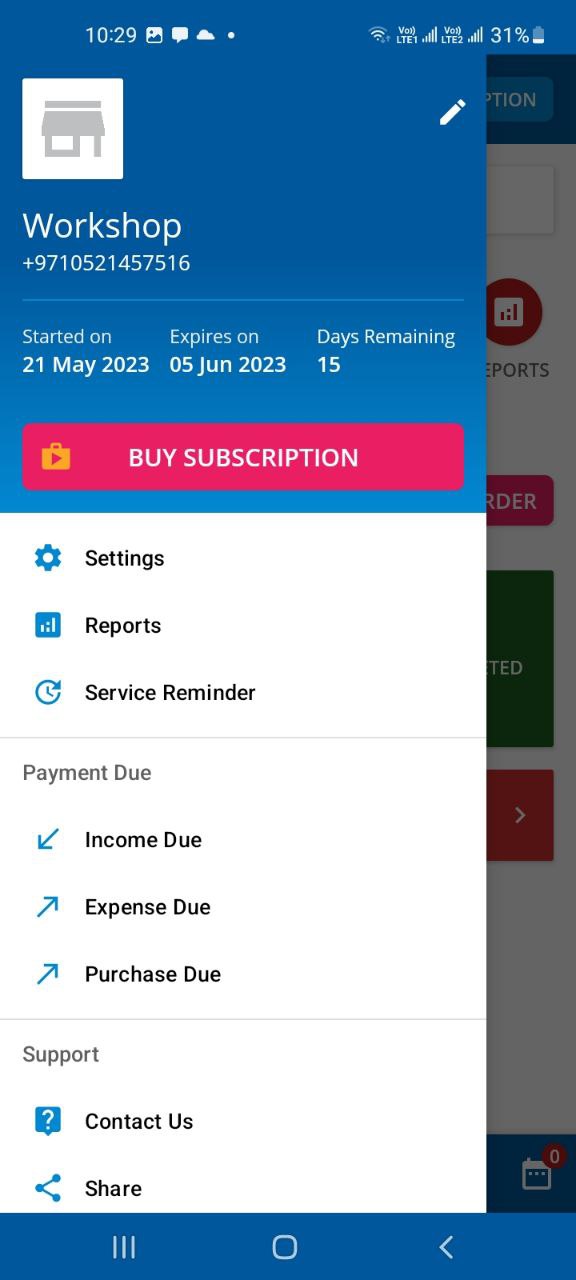 10:29
Vo) LTE1 Vo) LTE2 31%
PTION
Workshop
+9710521457516
Started on Expires on Days Remaining
21 May 2023 05 Jun 2023 15
EPORTS
BUY SUBSCRIPTION
RDER
Settings
Reports
ETED
Service Reminder
Payment Due
Income Due
Expense Due
Purchase Due
Support
Contact Us
0
Share